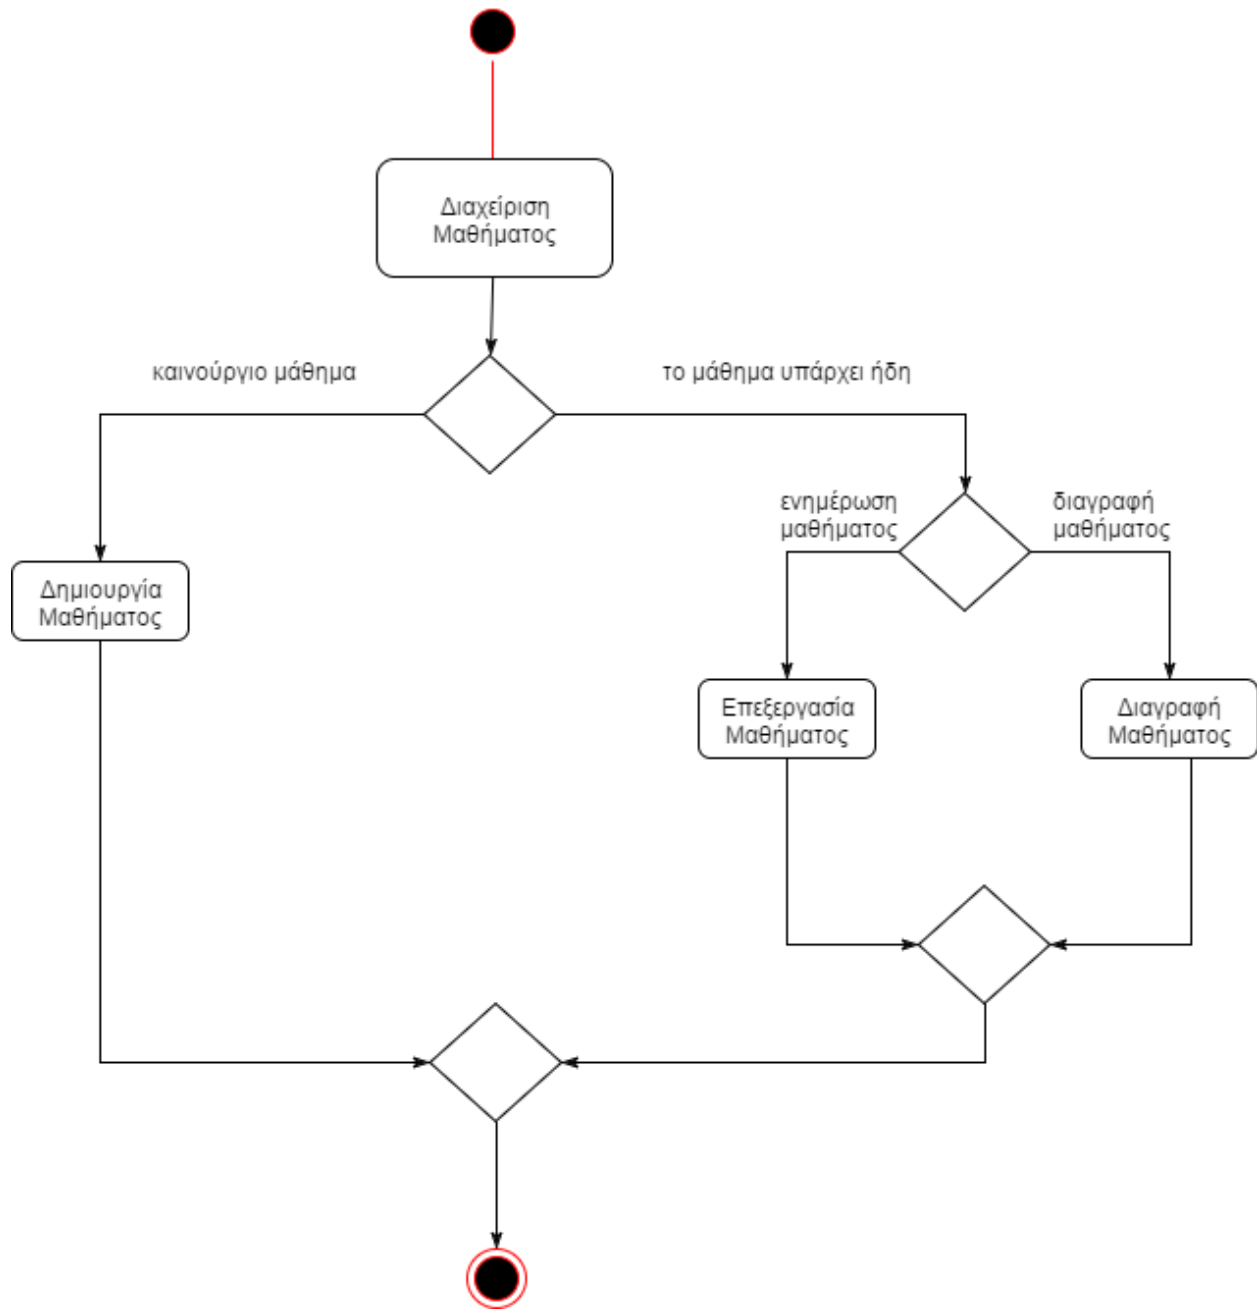 Διαχείριση
Μαθήματος
καινούργιο μάθημα
το μάθημα υπάρχει ήδη
ενημέρωση
μαθήματος
διαγραφή
μαθήματος
Δημιουργία
Μαθήματος
Επεξεργασία
Μαθήματος
Διαγραφή
Μαθήματος